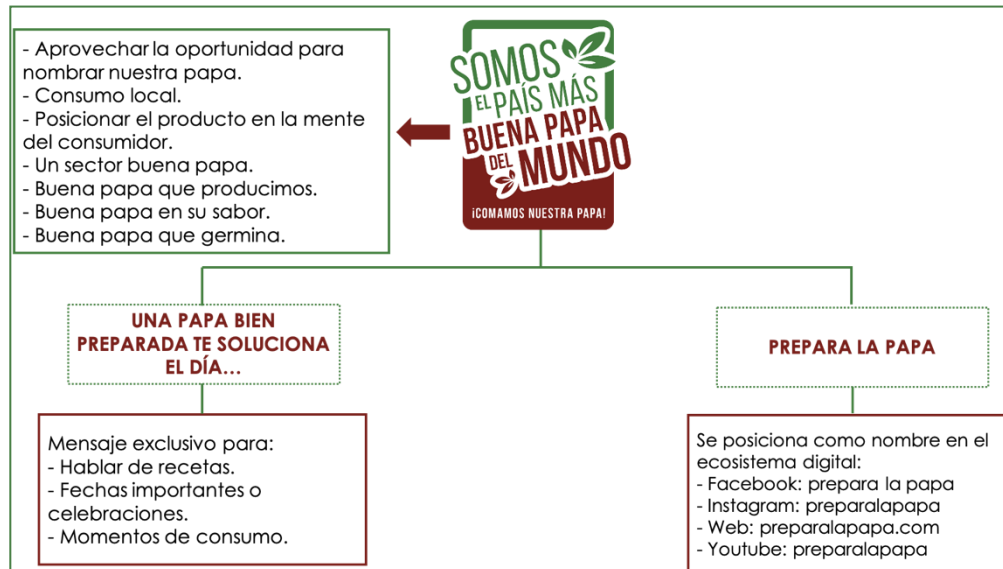 - Aprovechar la oportunidad para
nombrar nuestra papa.
- Consumo local.
- Posicionar el producto en la mente
del consumidor.
- Un sector buena papa.
- Buena papa que producimos.
- Buena papa en su sabor.
- Buena papa que germina.
SOMOS
EL PAÍS MÁS
BUENA PAPA
DEL MUNDO
¡COMAMOS NUESTRA PAPA!
UNA PAPA BIEN
PREPARADA TE SOLUCIONA
EL DÍA…
Mensaje exclusivo para:
- Hablar de recetas.
- Fechas importantes o
celebraciones.
- Momentos de consumo.
PREPARA LA PAPA
Se posiciona como nombre en el
ecosistema digital:
- Facebook: prepara la papa
- Instagram: preparalapapa
- Web: preparalapapa.com
- Youtube: preparalapapa